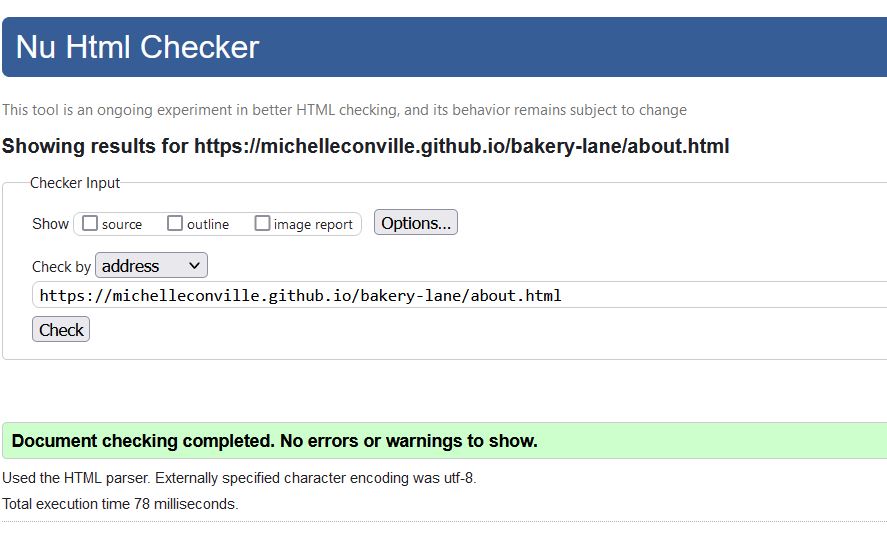 Nu Html Checker
This tool is an ongoing experiment in better HTML checking, and its behavior remains subject to change
Showing results for https://michelleconville.github.io/bakery-lane/about.html
Checker Input
Show source outline image report Options...
Check by address
https://michelleconville.github.io/bakery-lane/about.html
Check
Document checking completed. No errors or warnings to show.
Used the HTML parser. Externally specified character encoding was utf-8.
Total execution time 78 milliseconds.